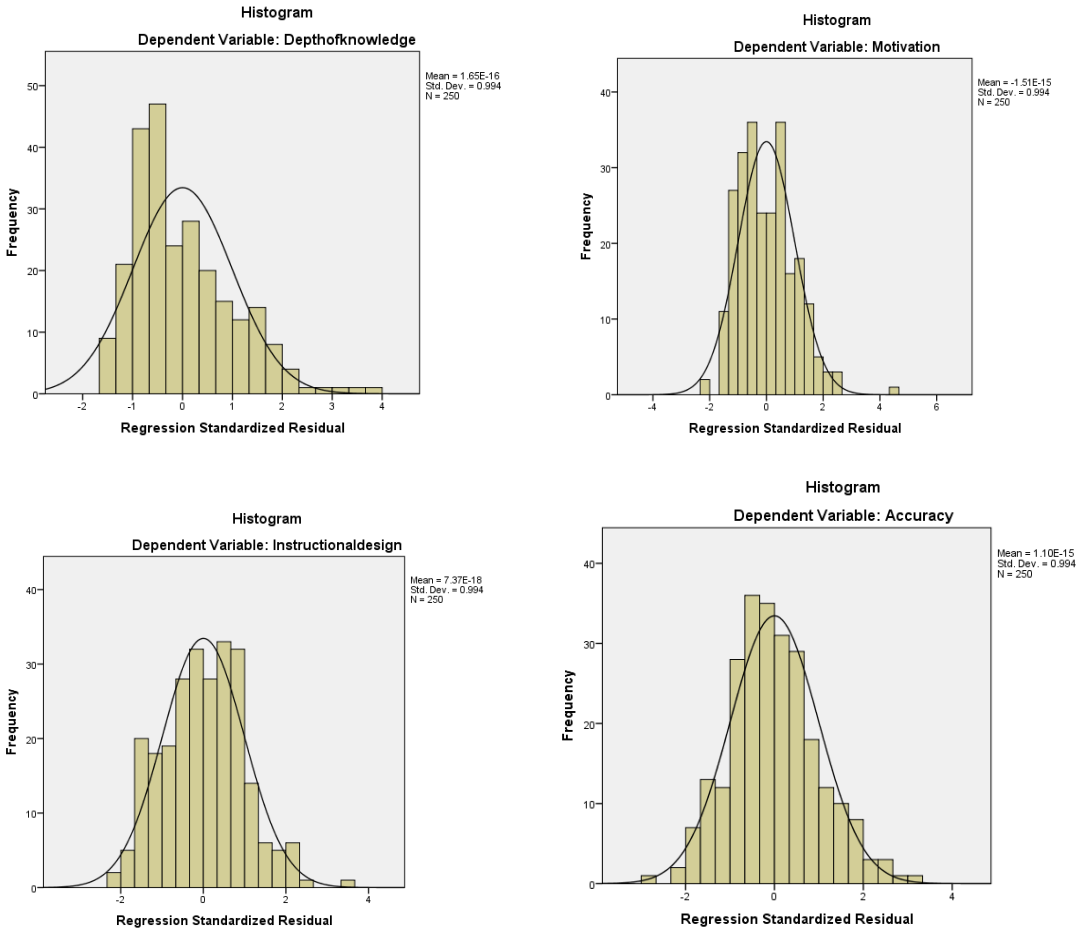 Histogram
Dependent Variable: Depthofknowledge
Mean = 1.65E-16
Std. Dev. = 0.994
N = 250
50
40
30
20
10
0
-2 -1 0 1 2 3 4
Frequency
Regression Standardized Residual
Histogram
Dependent Variable: Motivation
Mean = -1.51E-15
Std. Dev. = 0.994
N = 250
40
30
20
10
0
-4 -2 0 2 4 6
Frequency
Regression Standardized Residual
Histogram
Dependent Variable: Instructionaldesign
Mean = 7.37E-18
Std. Dev. = 0.994
N = 250
40
30
20
10
0
-2 0 2 4
Frequency
Regression Standardized Residual
Histogram
Dependent Variable: Accuracy
Mean = 1.10E-15
Std. Dev. = 0.994
N = 250
40
30
20
10
0
-2 0 2 4
Frequency
Regression Standardized Residual